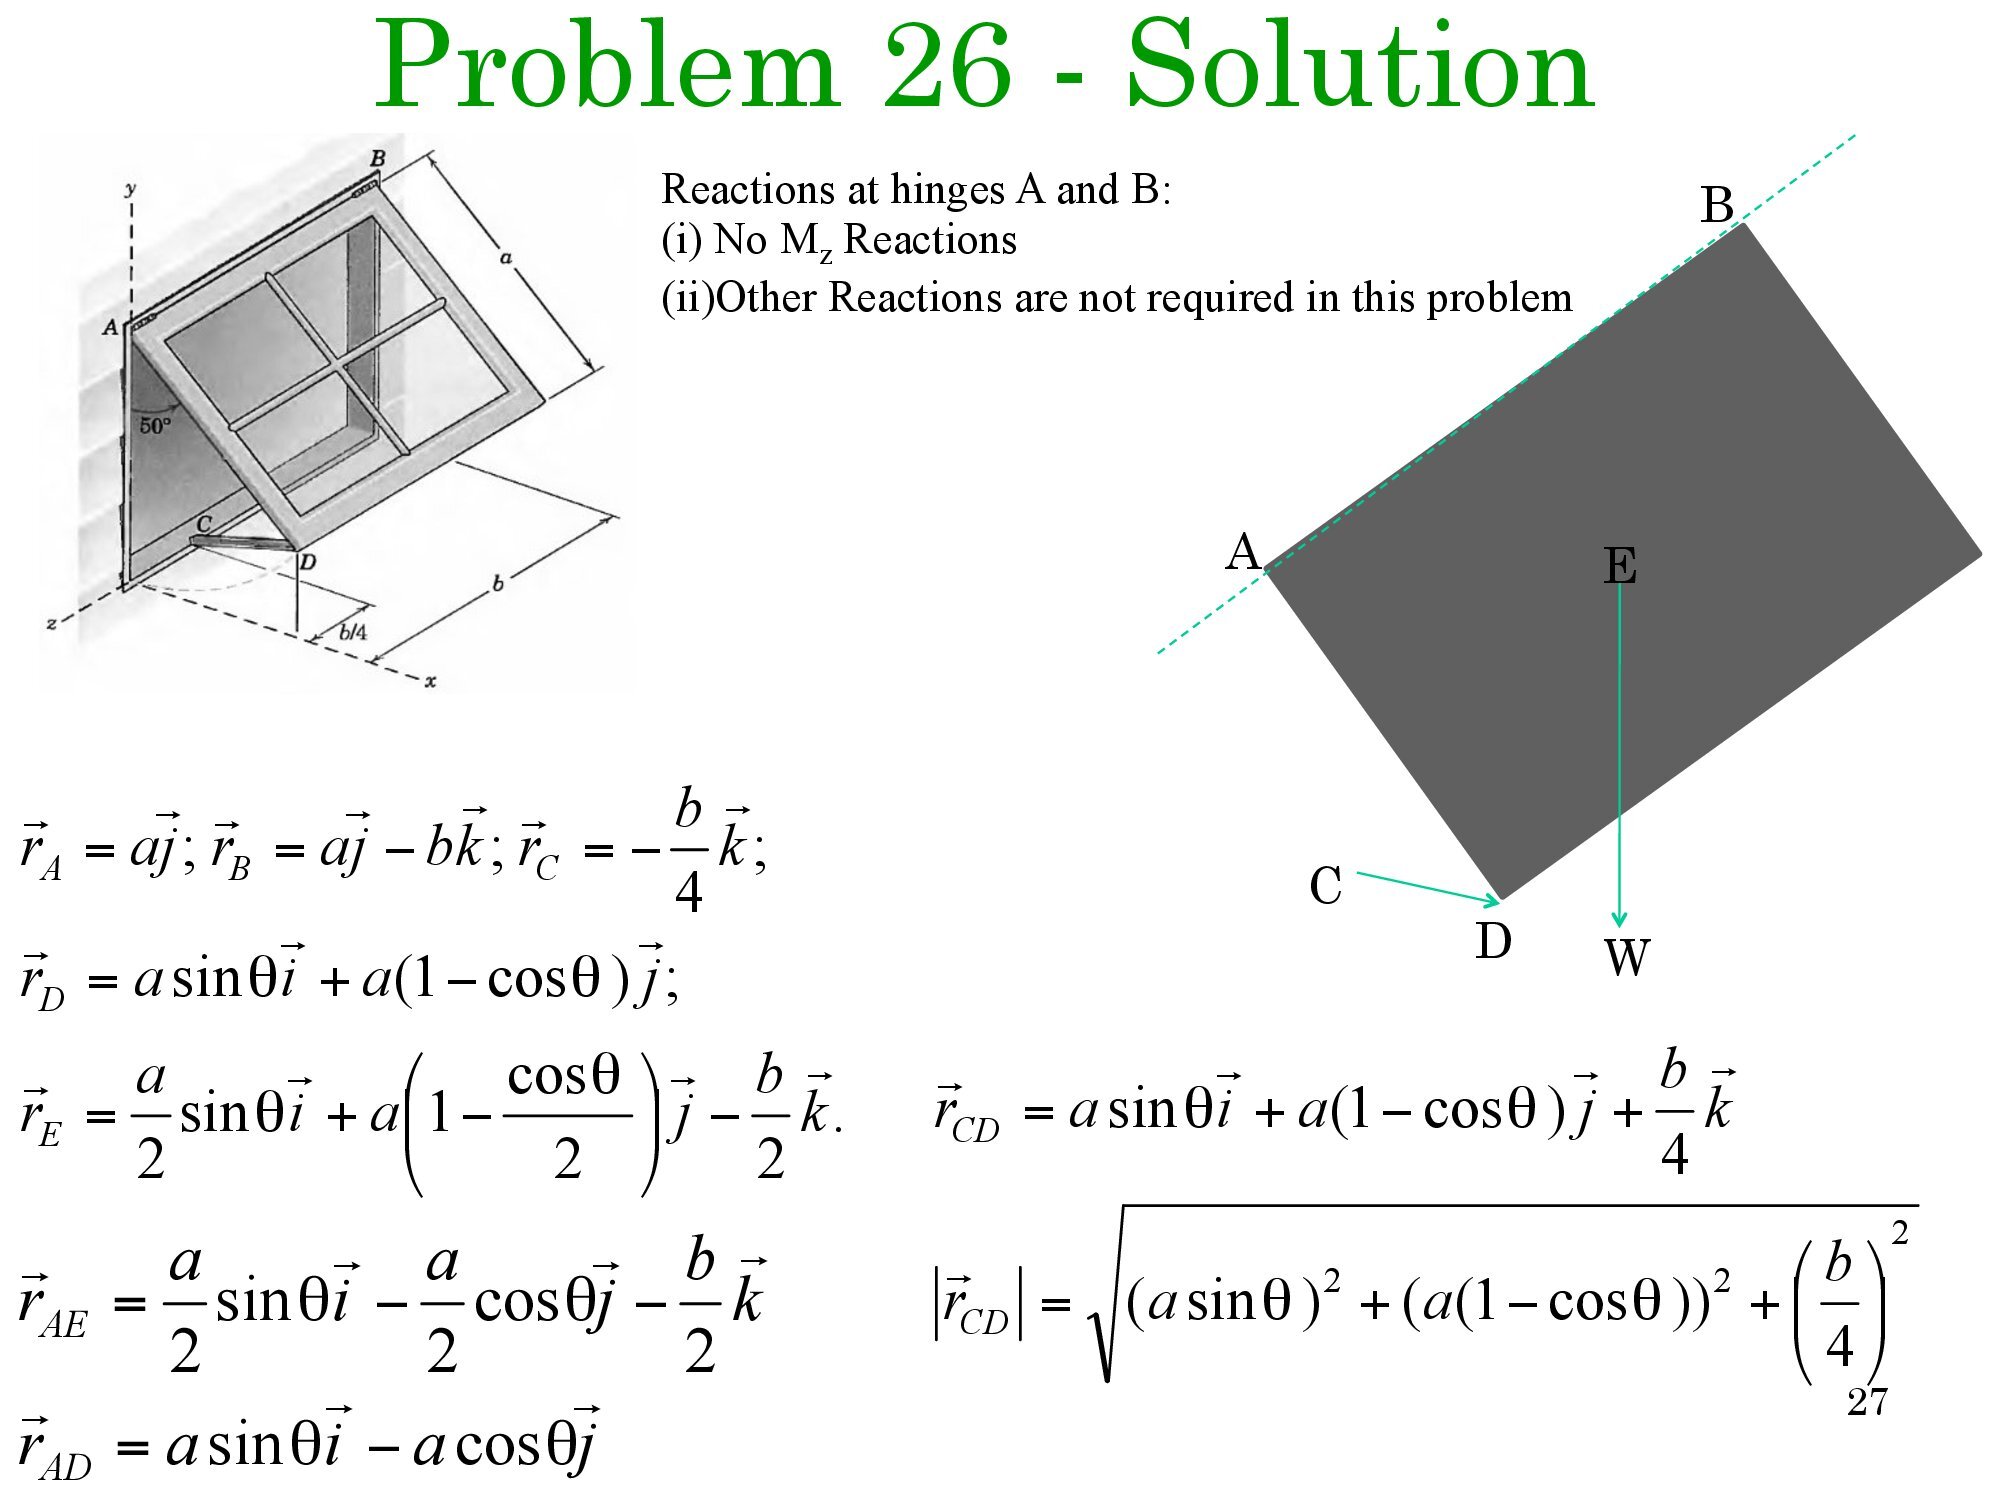 Problem 26 - Solution
Reactions at hinges A and B:
(i) No M_z Reactions
(ii)Other Reactions are not required in this problem
y
B
a
A
50°
C
D
b
z
b/4
x
B
A
E
C
D
W
\vec{r}_A = a\vec{j}; \vec{r}_B = a\vec{j} - b\vec{k}; \vec{r}_C = -\frac{b}{4}\vec{k};
\vec{r}_D = a\sin\theta\vec{i} + a(1-\cos\theta)\vec{j};
\vec{r}_E = \frac{a}{2}\sin\theta\vec{i} + a\left(1-\frac{\cos\theta}{2}\right)\vec{j} - \frac{b}{2}\vec{k}.
\vec{r}_{CD} = a\sin\theta\vec{i} + a(1-\cos\theta)\vec{j} + \frac{b}{4}\vec{k}
\vec{r}_{AE} = \frac{a}{2}\sin\theta\vec{i} - \frac{a}{2}\cos\theta\vec{j} - \frac{b}{2}\vec{k}
|\vec{r}_{CD}| = \sqrt{(a\sin\theta)^2 + (a(1-\cos\theta))^2 + \left(\frac{b}{4}\right)^2}
\vec{r}_{AD} = a\sin\theta\vec{i} - a\cos\theta\vec{j}
27